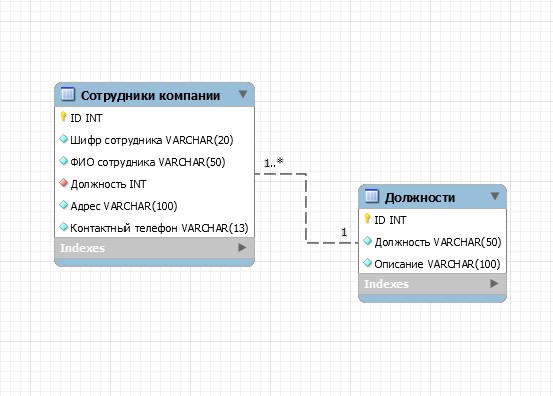 Сотрудники компании
ID INT
Шифр сотрудника VARCHAR(20)
ФИО сотрудника VARCHAR(50)
Должность INT
Адрес VARCHAR(100)
Контактный телефон VARCHAR(13)
Indexes
1..*
1
Должности
ID INT
Должность VARCHAR(50)
Описание VARCHAR(100)
Indexes